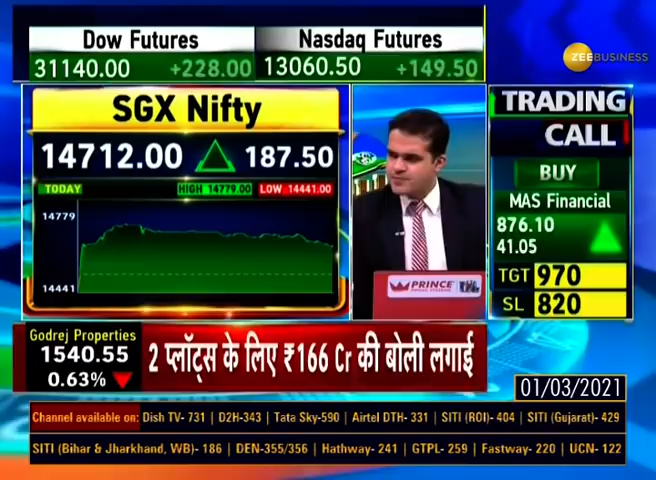 Dow Futures
31140.00 +228.00
Nasdaq Futures
13060.50 +149.50
ZEEBUSINESS
SGX Nifty
14712.00 187.50
TODAY HIGH 14779.00 LOW 14441.00
14779
14441
PRINCE
TRADING
CALL
BUY
MAS Financial
876.10
41.05
TGT 970
SL 820
Godrej Properties
1540.55
0.63%
2 प्लॉट्स के लिए ₹166 Cr की बोली लगाई
01/03/2021
Channel available on: Dish TV- 731 | D2H-343 | Tata Sky-590 | Airtel DTH- 331 | SITI (ROI)- 404 | SITI (Gujarat)- 429
SITI (Bihar & Jharkhand, WB)- 186 | DEN-355/356 | Hathway- 241 | GTPL- 259 | Fastway- 220 | UCN- 122